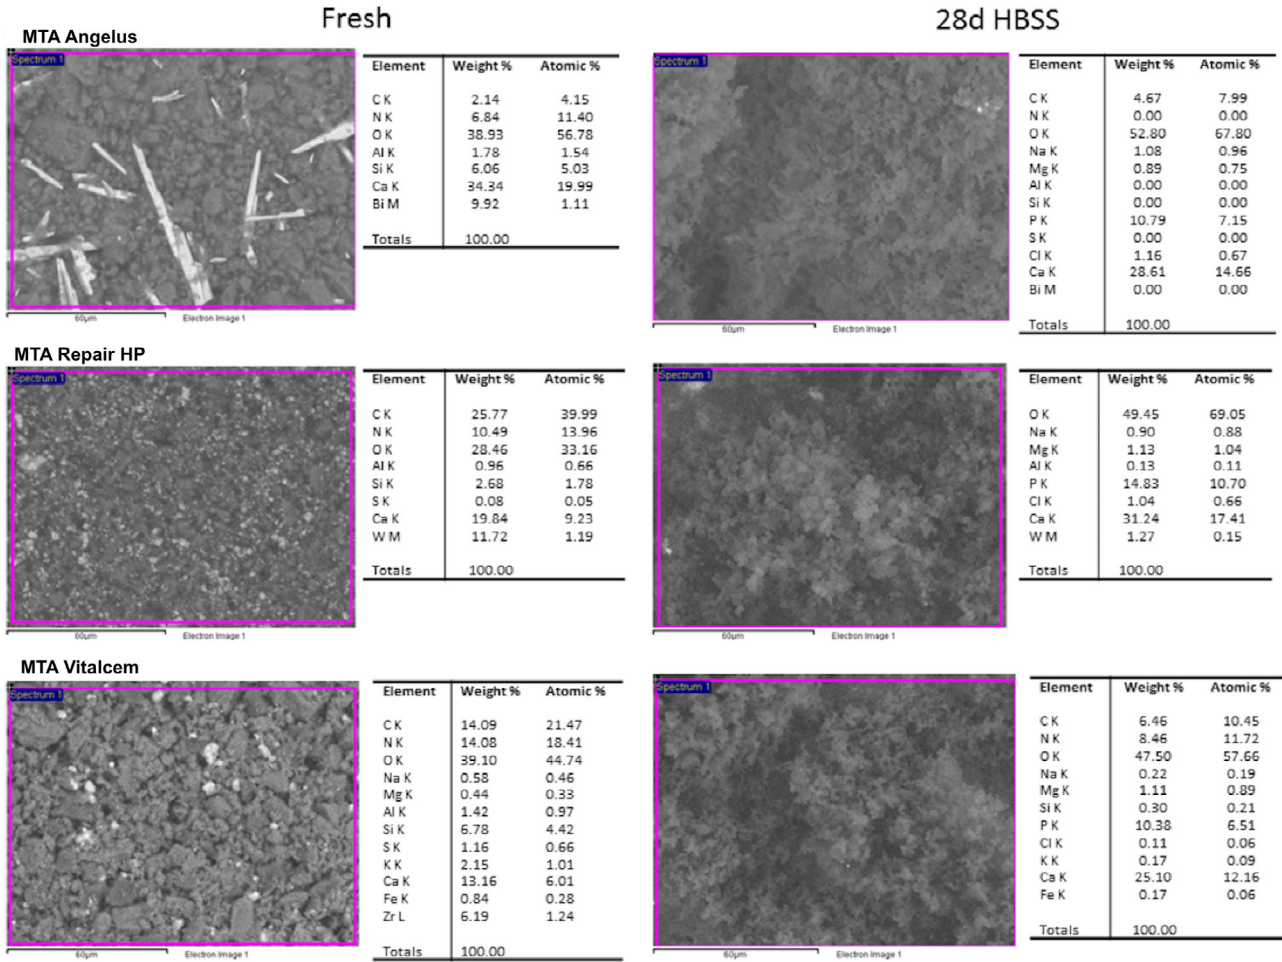 Fresh
28d HBSS
MTA Angelus
Spectrum 1
60µm
Electron Image 1
Element Weight % Atomic %
C K 2.14 4.15
N K 6.84 11.40
O K 38.93 56.78
Al K 1.78 1.54
Si K 6.06 5.03
Ca K 34.34 19.99
Bi M 9.92 1.11
Totals 100.00
Spectrum 1
60µm
Electron Image 1
Element Weight % Atomic %
C K 4.67 7.99
N K 0.00 0.00
O K 52.80 67.80
Na K 1.08 0.96
Mg K 0.89 0.75
Al K 0.00 0.00
Si K 0.00 0.00
P K 10.79 7.15
S K 0.00 0.00
Cl K 1.16 0.67
Ca K 28.61 14.66
Bi M 0.00 0.00
Totals 100.00
MTA Repair HP
Spectrum 1
60µm
Electron Image 1
Element Weight % Atomic %
C K 25.77 39.99
N K 10.49 13.96
O K 28.46 33.16
Al K 0.96 0.66
Si K 2.68 1.78
S K 0.08 0.05
Ca K 19.84 9.23
W M 11.72 1.19
Totals 100.00
Spectrum 1
60µm
Electron Image 1
Element Weight % Atomic %
O K 49.45 69.05
Na K 0.90 0.88
Mg K 1.13 1.04
Al K 0.13 0.11
P K 14.83 10.70
Cl K 1.04 0.66
Ca K 31.24 17.41
W M 1.27 0.15
Totals 100.00
MTA Vitalcem
Spectrum 1
60µm
Electron Image 1
Element Weight % Atomic %
C K 14.09 21.47
N K 14.08 18.41
O K 39.10 44.74
Na K 0.58 0.46
Mg K 0.44 0.33
Al K 1.42 0.97
Si K 6.78 4.42
S K 1.16 0.66
K K 2.15 1.01
Ca K 13.16 6.01
Fe K 0.84 0.28
Zr L 6.19 1.24
Totals 100.00
Spectrum 1
60µm
Electron Image 1
Element Weight % Atomic %
C K 6.46 10.45
N K 8.46 11.72
O K 47.50 57.66
Na K 0.22 0.19
Mg K 1.11 0.89
Si K 0.30 0.21
P K 10.38 6.51
Cl K 0.11 0.06
K K 0.17 0.09
Ca K 25.10 12.16
Fe K 0.17 0.06
Totals 100.00